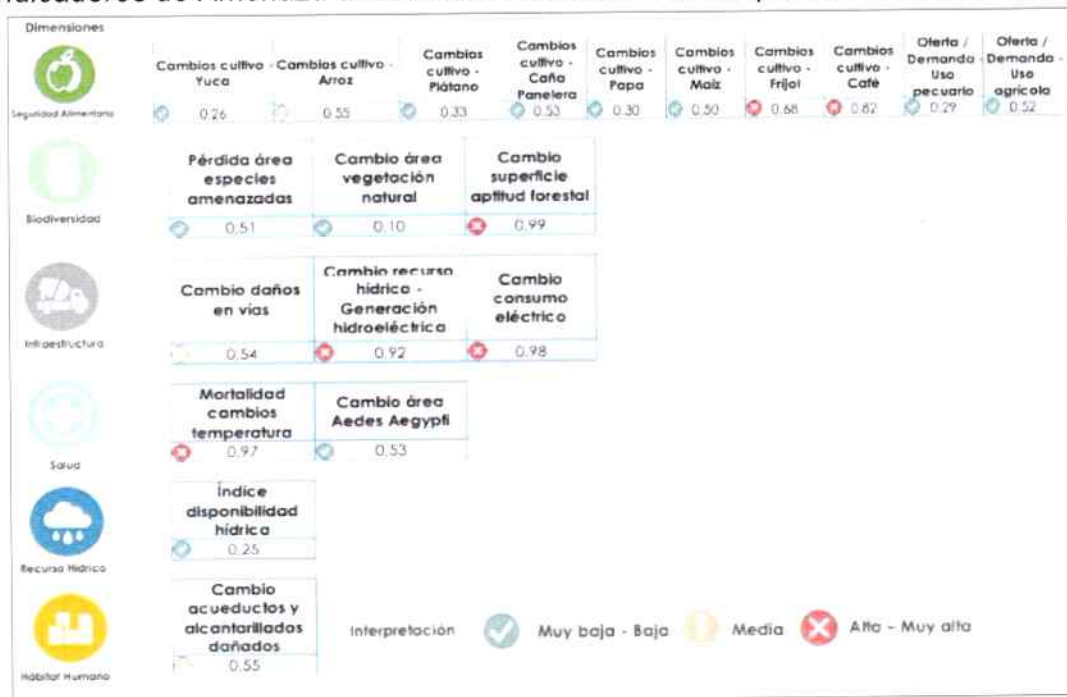 Dimensiones
Cambios cultivo - Yuca
Cambios cultivo - Arroz
Cambios cultivo - Plátano
Cambios cultivo - Caña Panelera
Cambios cultivo - Papa
Cambios cultivo - Maíz
Cambios cultivo - Frijol
Cambios cultivo - Café
Oferta / Demanda - Uso pecuario
Oferta / Demanda - Uso agrícola
Seguridad Alimentaria
0.26 0.55 0.33 0.53 0.30 0.50 0.68 0.82 0.29 0.52
Pérdida área especies amenazadas
Cambio área vegetación natural
Cambio superficie aptitud forestal
Biodiversidad
0.51 0.10 0.99
Cambio daños en vías
Cambio recurso hídrico - Generación hidroeléctrica
Cambio consumo eléctrico
Infraestructura
0.54 0.92 0.98
Mortalidad cambios temperatura
Cambio área Aedes Aegypti
0.97 0.53
Salud
Índice disponibilidad hídrica
0.25
Recurso Hídrico
Cambio acueductos y alcantarillados dañados
0.55
Hábitat Humano
Interpretación Muy baja - Baja Media Alta - Muy alta